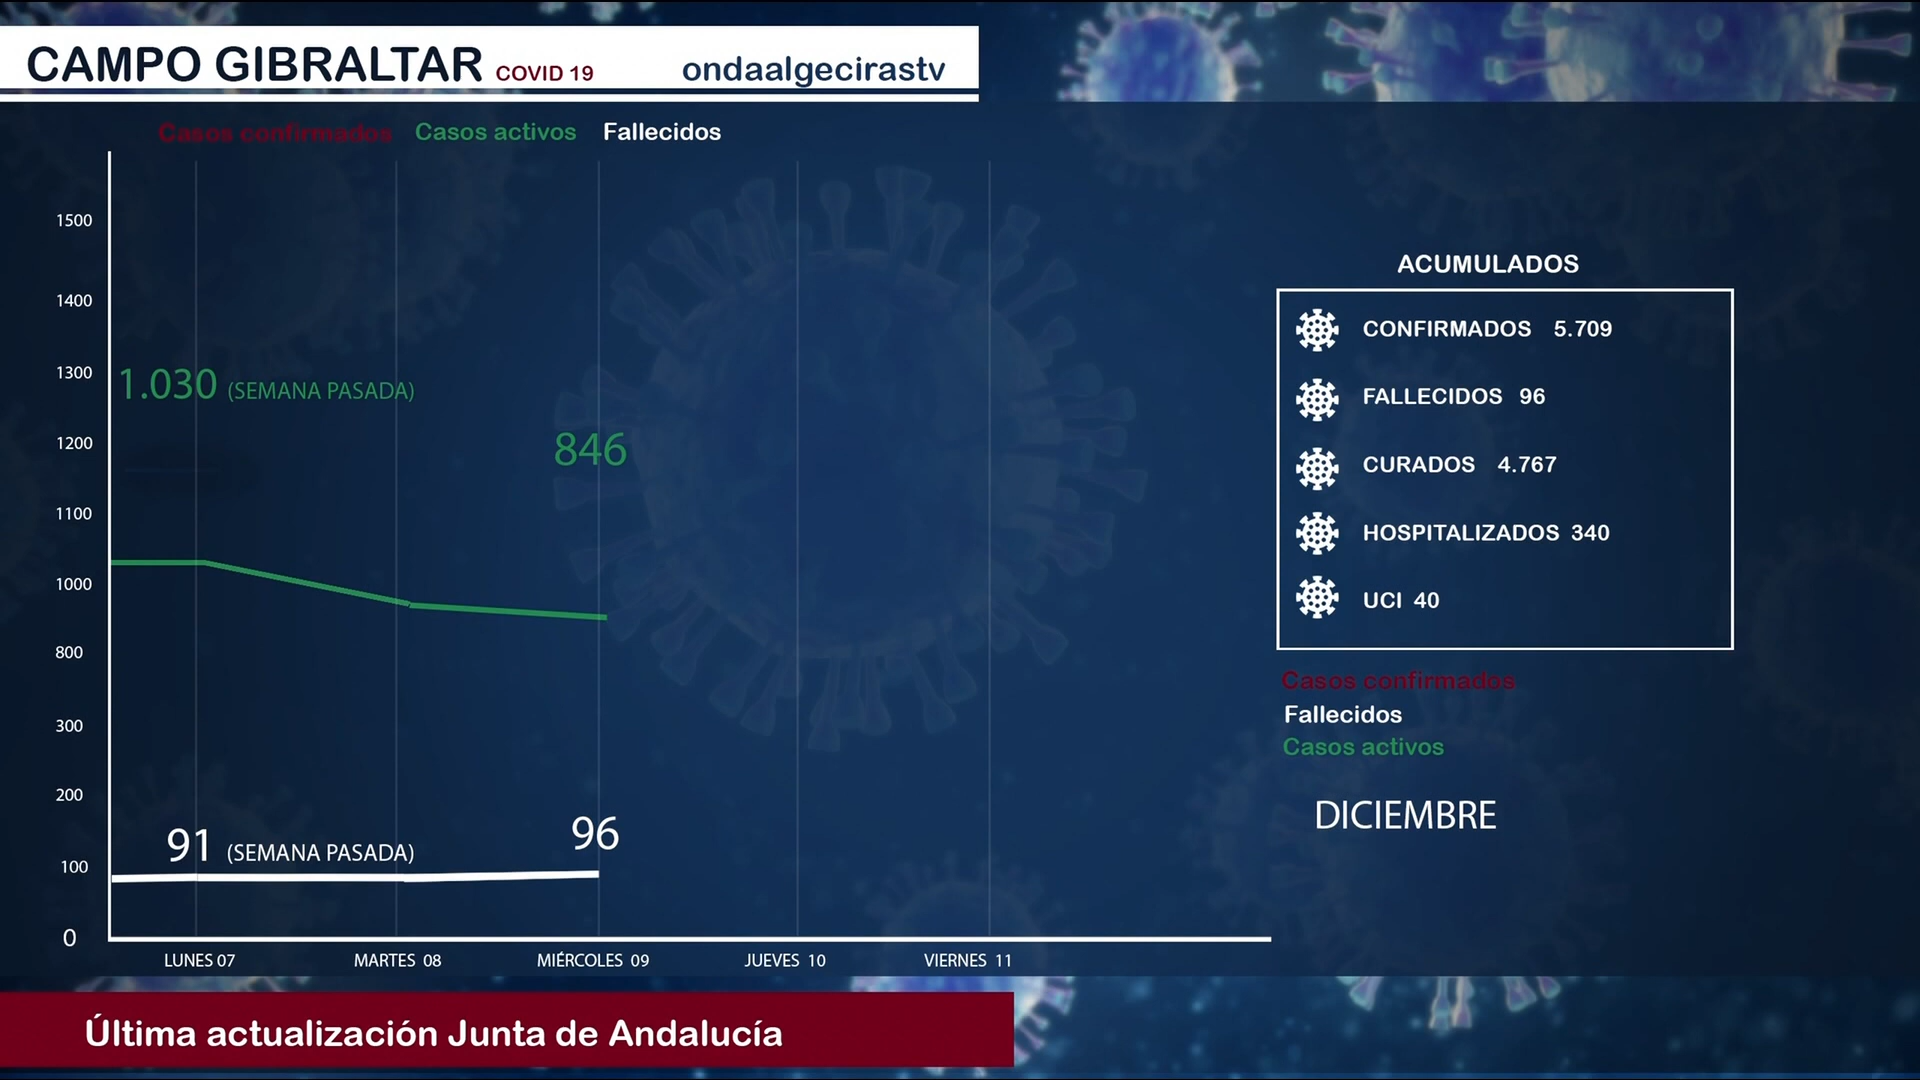 CAMPO GIBRALTAR COVID 19 ondaalgecirastv
Casos confirmados Casos activos Fallecidos
1500
1400
1300
1200
1100
1000
800
300
200
100
0
1.030 (SEMANA PASADA)
846
91 (SEMANA PASADA)
96
LUNES 07 MARTES 08 MIÉRCOLES 09 JUEVES 10 VIERNES 11
ACUMULADOS
CONFIRMADOS 5.709
FALLECIDOS 96
CURADOS 4.767
HOSPITALIZADOS 340
UCI 40
Casos confirmados
Fallecidos
Casos activos
DICIEMBRE
Última actualización Junta de Andalucía